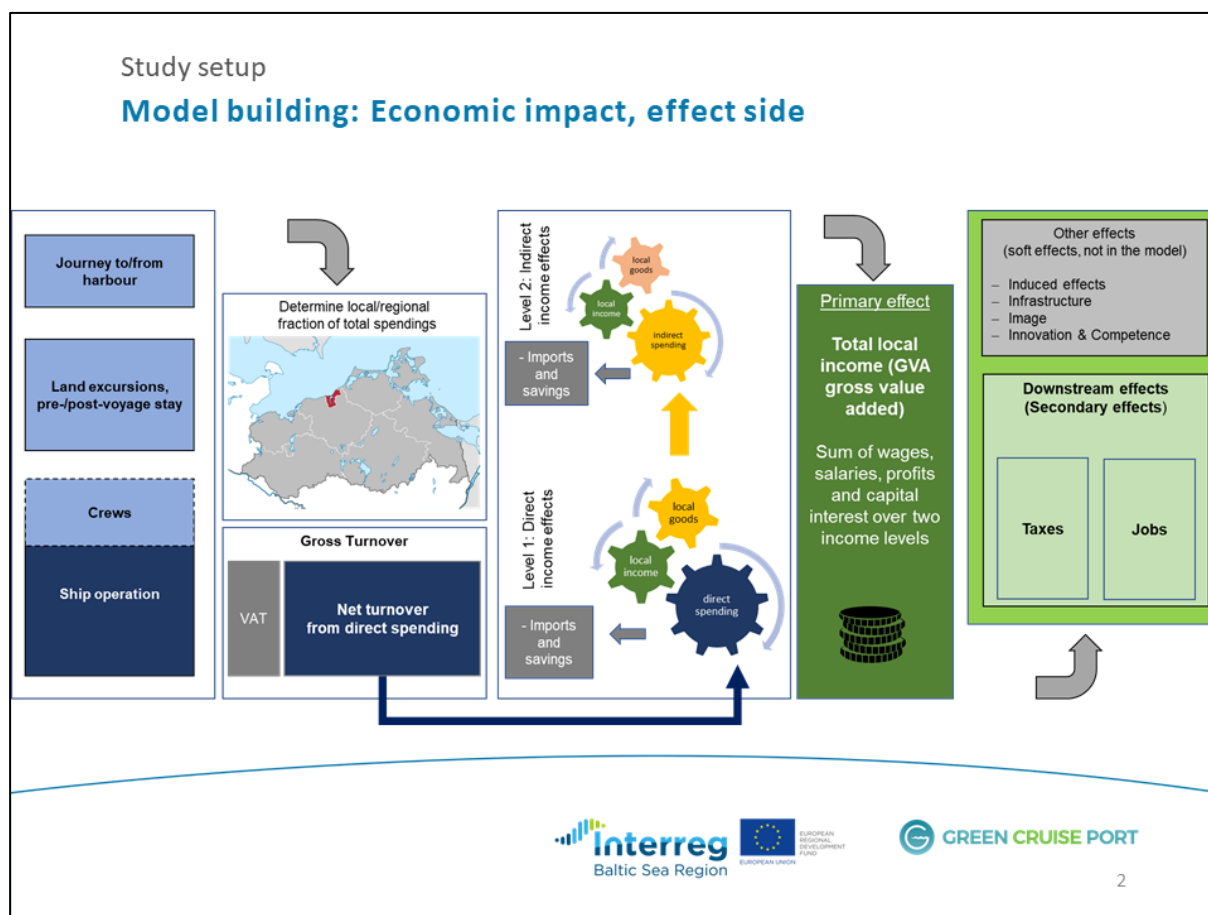 Study setup
Model building: Economic impact, effect side
Journey to/from
harbour
Land excursions,
pre-/post-voyage stay
Crews
Ship operation
Determine local/regional
fraction of total spendings
Gross Turnover
VAT
Net turnover
from direct spending
Level 2: Indirect
income effects
local
goods
local
income
indirect
spending
- Imports
and
savings
Level 1: Direct
income effects
local
goods
local
income
direct
spending
- Imports
and
savings
Primary effect
Total local
income (GVA
gross value
added)
Sum of wages,
salaries, profits
and capital
interest over two
income levels
Other effects
(soft effects, not in the model)
– Induced effects
– Infrastructure
– Image
– Innovation & Competence
Downstream effects
(Secondary effects)
Taxes
Jobs
Interreg
Baltic Sea Region
EUROPEAN UNION
EUROPEAN
REGIONAL
DEVELOPMENT
FUND
GREEN CRUISE PORT
2